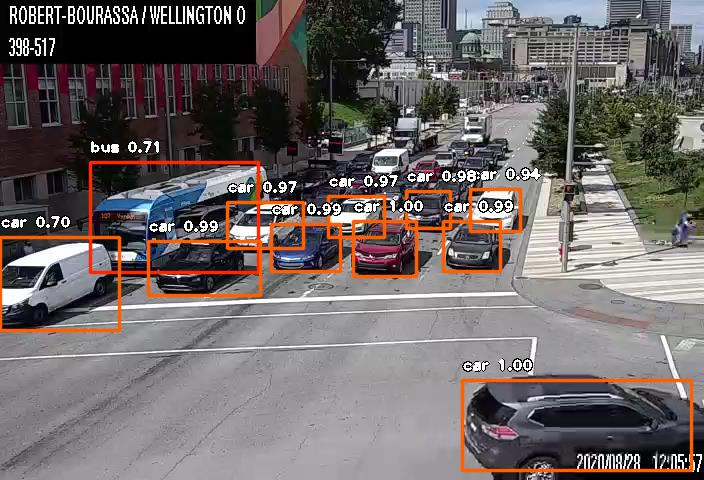 ROBERT-BOURASSA / WELLINGTON O
398-517
bus 0.71
car 0.94
car 0.98
car 0.97
car 0.97
car 1.00
car 0.99
car 0.99
car 0.70
car 0.99
107
car 1.00
2020/08/28 12:05:57